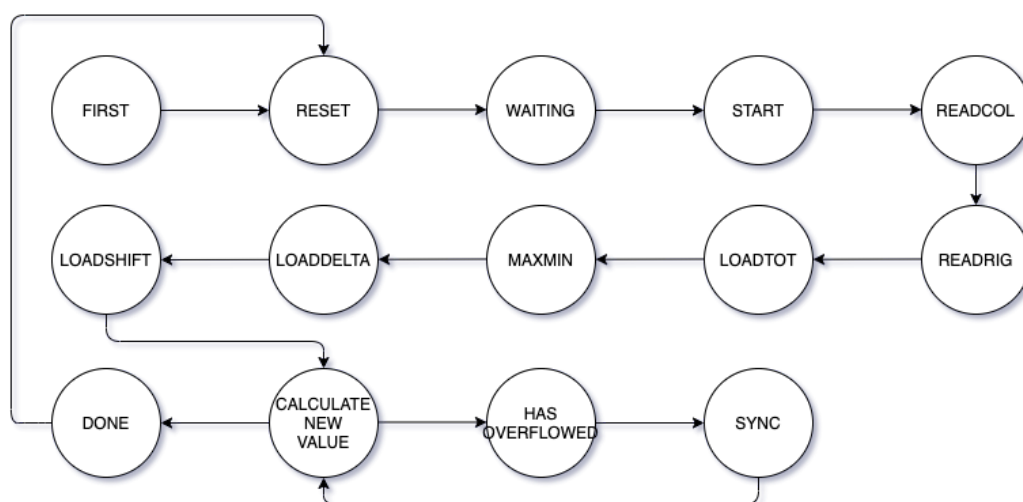 FIRST
RESET
WAITING
START
READCOL
LOADSHIFT
LOADDELTA
MAXMIN
LOADTOT
READRIG
DONE
CALCULATE
NEW
VALUE
HAS
OVERFLOWED
SYNC